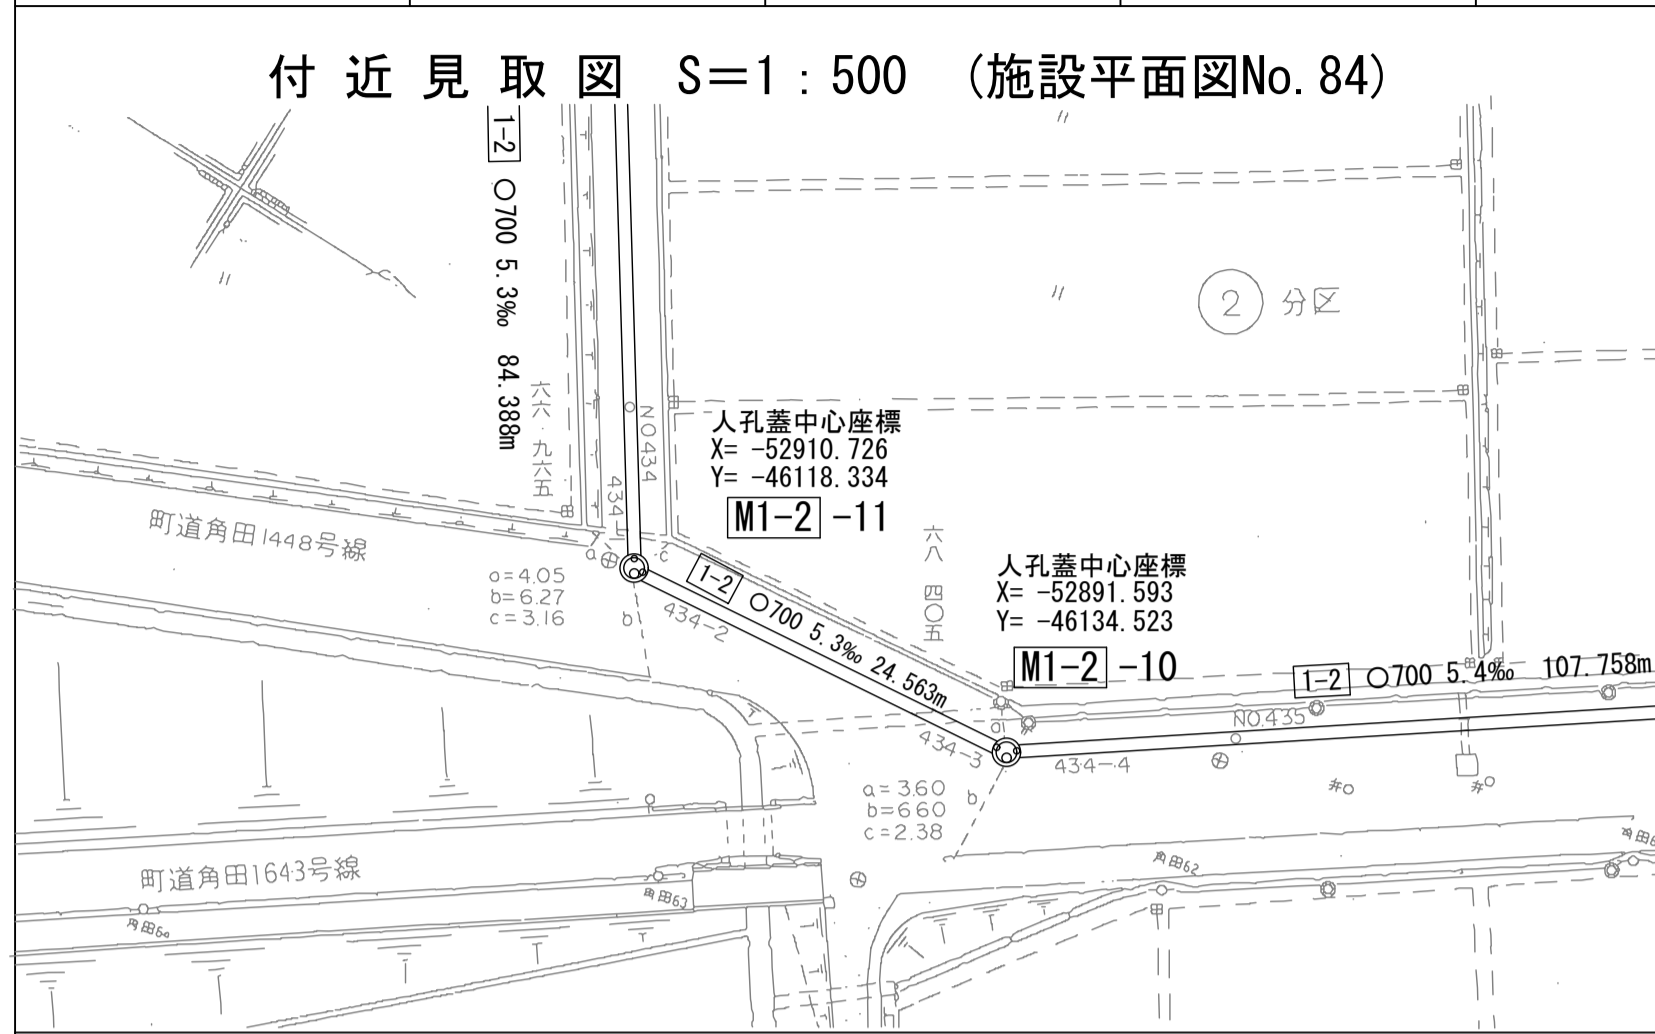 付近見取図 S=1:500 (施設平面図No.84)
1-2 ○700 5.3‰ 84.388m
六六.九六五
NO434
434-1
② 分区
人孔蓋中心座標
X= -52910.726
Y= -46118.334
M1-2 -11
町道角田1448号線
a
c
b
a=4.05
b=6.27
c=3.16
434-2
1-2 ○700 5.3‰ 24.563m
六八 四〇五
人孔蓋中心座標
X= -52891.593
Y= -46134.523
M1-2 -10
1-2 ○700 5.4‰ 107.758m
NO.435
a
434-3
434-4
b
a=3.60
b=660
c=2.38
町道角田1643号線
角田62
角田63